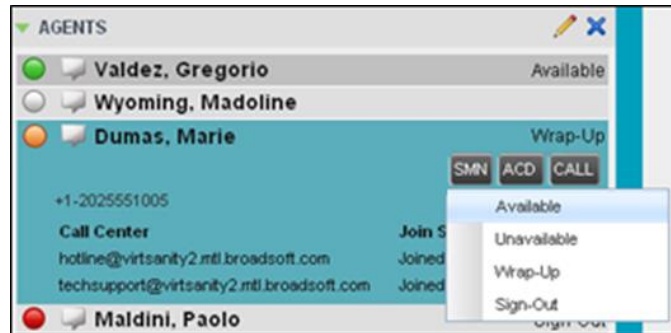 AGENTS
Valdez, Gregorio Available
Wyoming, Madoline
Dumas, Marie Wrap-Up
SMN ACD CALL
+1-2025551005
Available
Call Center Join S
Unavailable
hotline@virtsanity2.mtl.broadsoft.com Joined
Wrap-Up
techsupport@virtsanity2.mtl.broadsoft.com Joined
Sign-Out
Maldini, Paolo Sign-Out